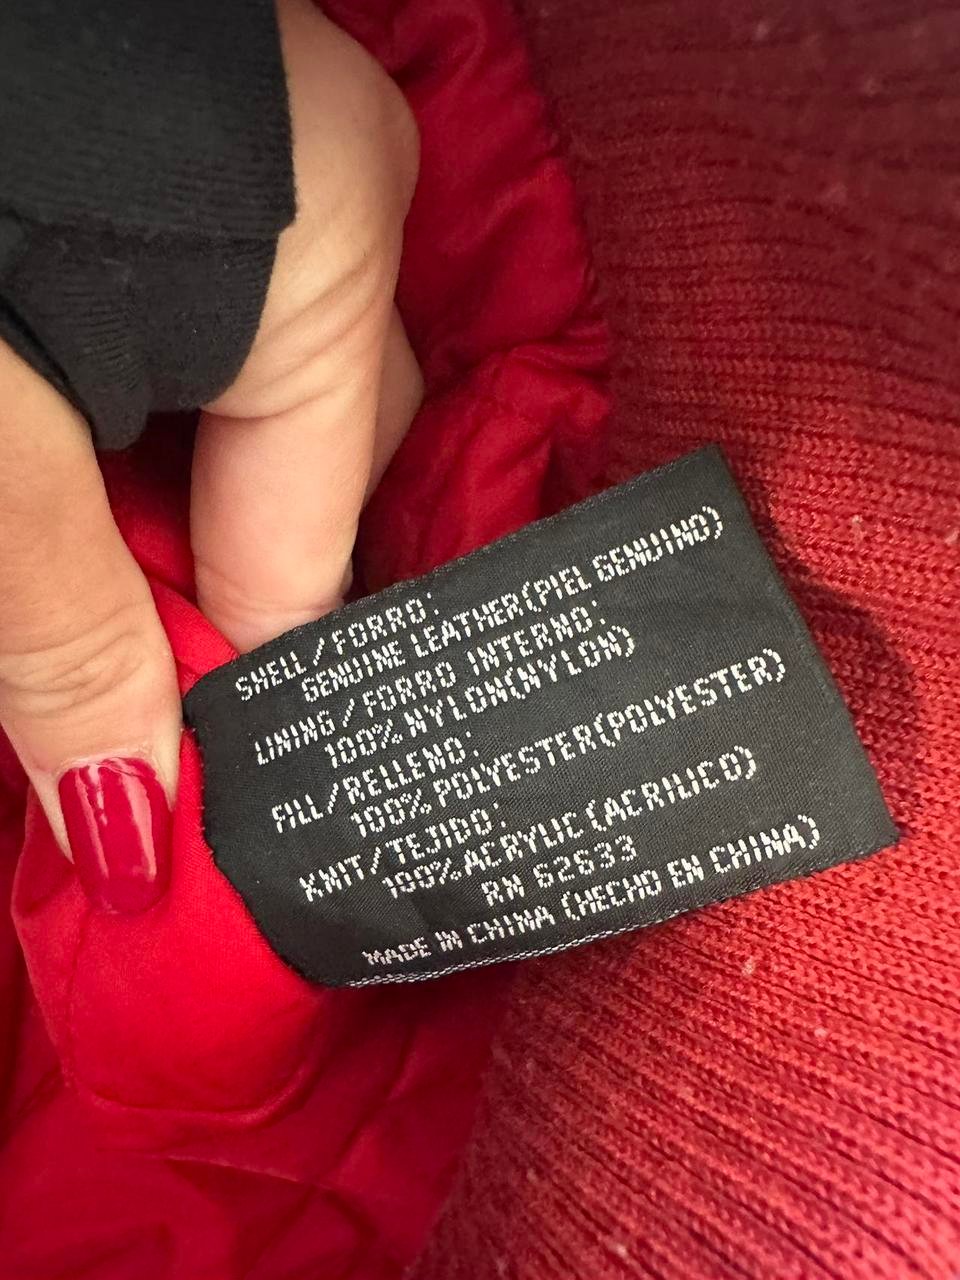 SHELL/FORRO:
GENUINE LEATHER(PIEL GENUINO)
LINING/FORRO INTERNO:
100% NYLON(NYLON)
FILL/RELLENO:
100% POLYESTER(POLYESTER)
KNIT/TEJIDO:
100% ACRYLIC(ACRILICO)
RN 62633
MADE IN CHINA (HECHO EN CHINA)